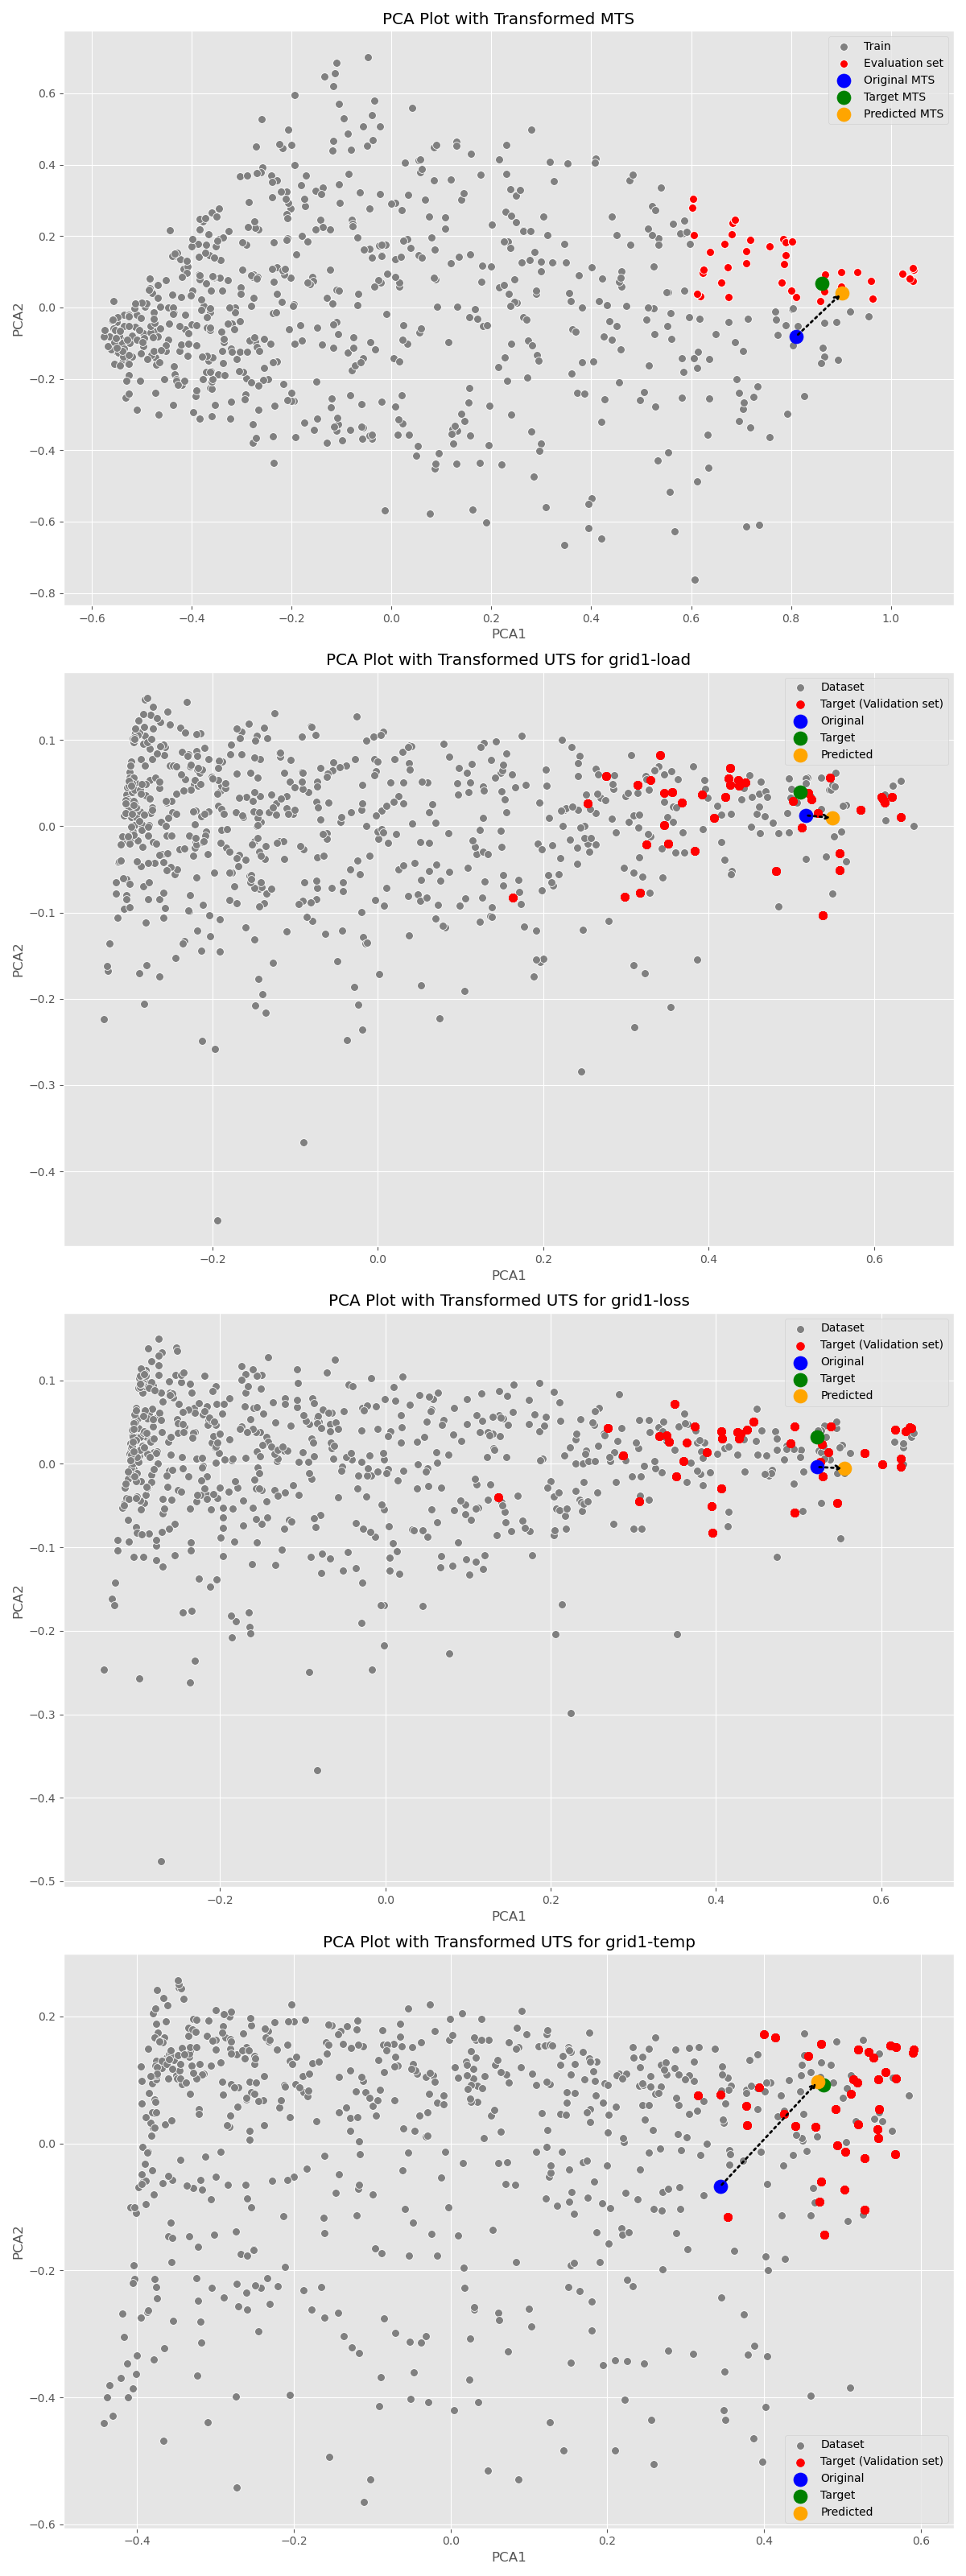 PCA Plot with Transformed MTS
Train
Evaluation set
Original MTS
Target MTS
Predicted MTS
PCA2
0.6
0.4
0.2
0.0
−0.2
−0.4
−0.6
−0.8
−0.6
−0.4
−0.2
0.0
0.2
0.4
0.6
0.8
1.0
PCA1
PCA Plot with Transformed UTS for grid1-load
Dataset
Target (Validation set)
Original
Target
Predicted
PCA2
0.1
0.0
−0.1
−0.2
−0.3
−0.4
−0.2
0.0
0.2
0.4
0.6
PCA1
PCA Plot with Transformed UTS for grid1-loss
Dataset
Target (Validation set)
Original
Target
Predicted
PCA2
0.1
0.0
−0.1
−0.2
−0.3
−0.4
−0.5
−0.2
0.0
0.2
0.4
0.6
PCA1
PCA Plot with Transformed UTS for grid1-temp
PCA2
0.2
0.0
−0.2
−0.4
−0.6
Dataset
Target (Validation set)
Original
Target
Predicted
−0.4
−0.2
0.0
0.2
0.4
0.6
PCA1